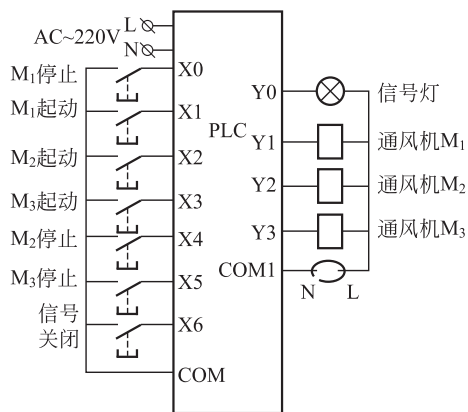 L
AC~220V
N
M₁停止
X0
M₁起动
X1
M₂起动
X2
M₃起动
X3
M₂停止
X4
M₃停止
X5
信号
关闭
X6
COM
PLC
Y0
信号灯
Y1
通风机M₁
Y2
通风机M₂
Y3
通风机M₃
COM1
N
L